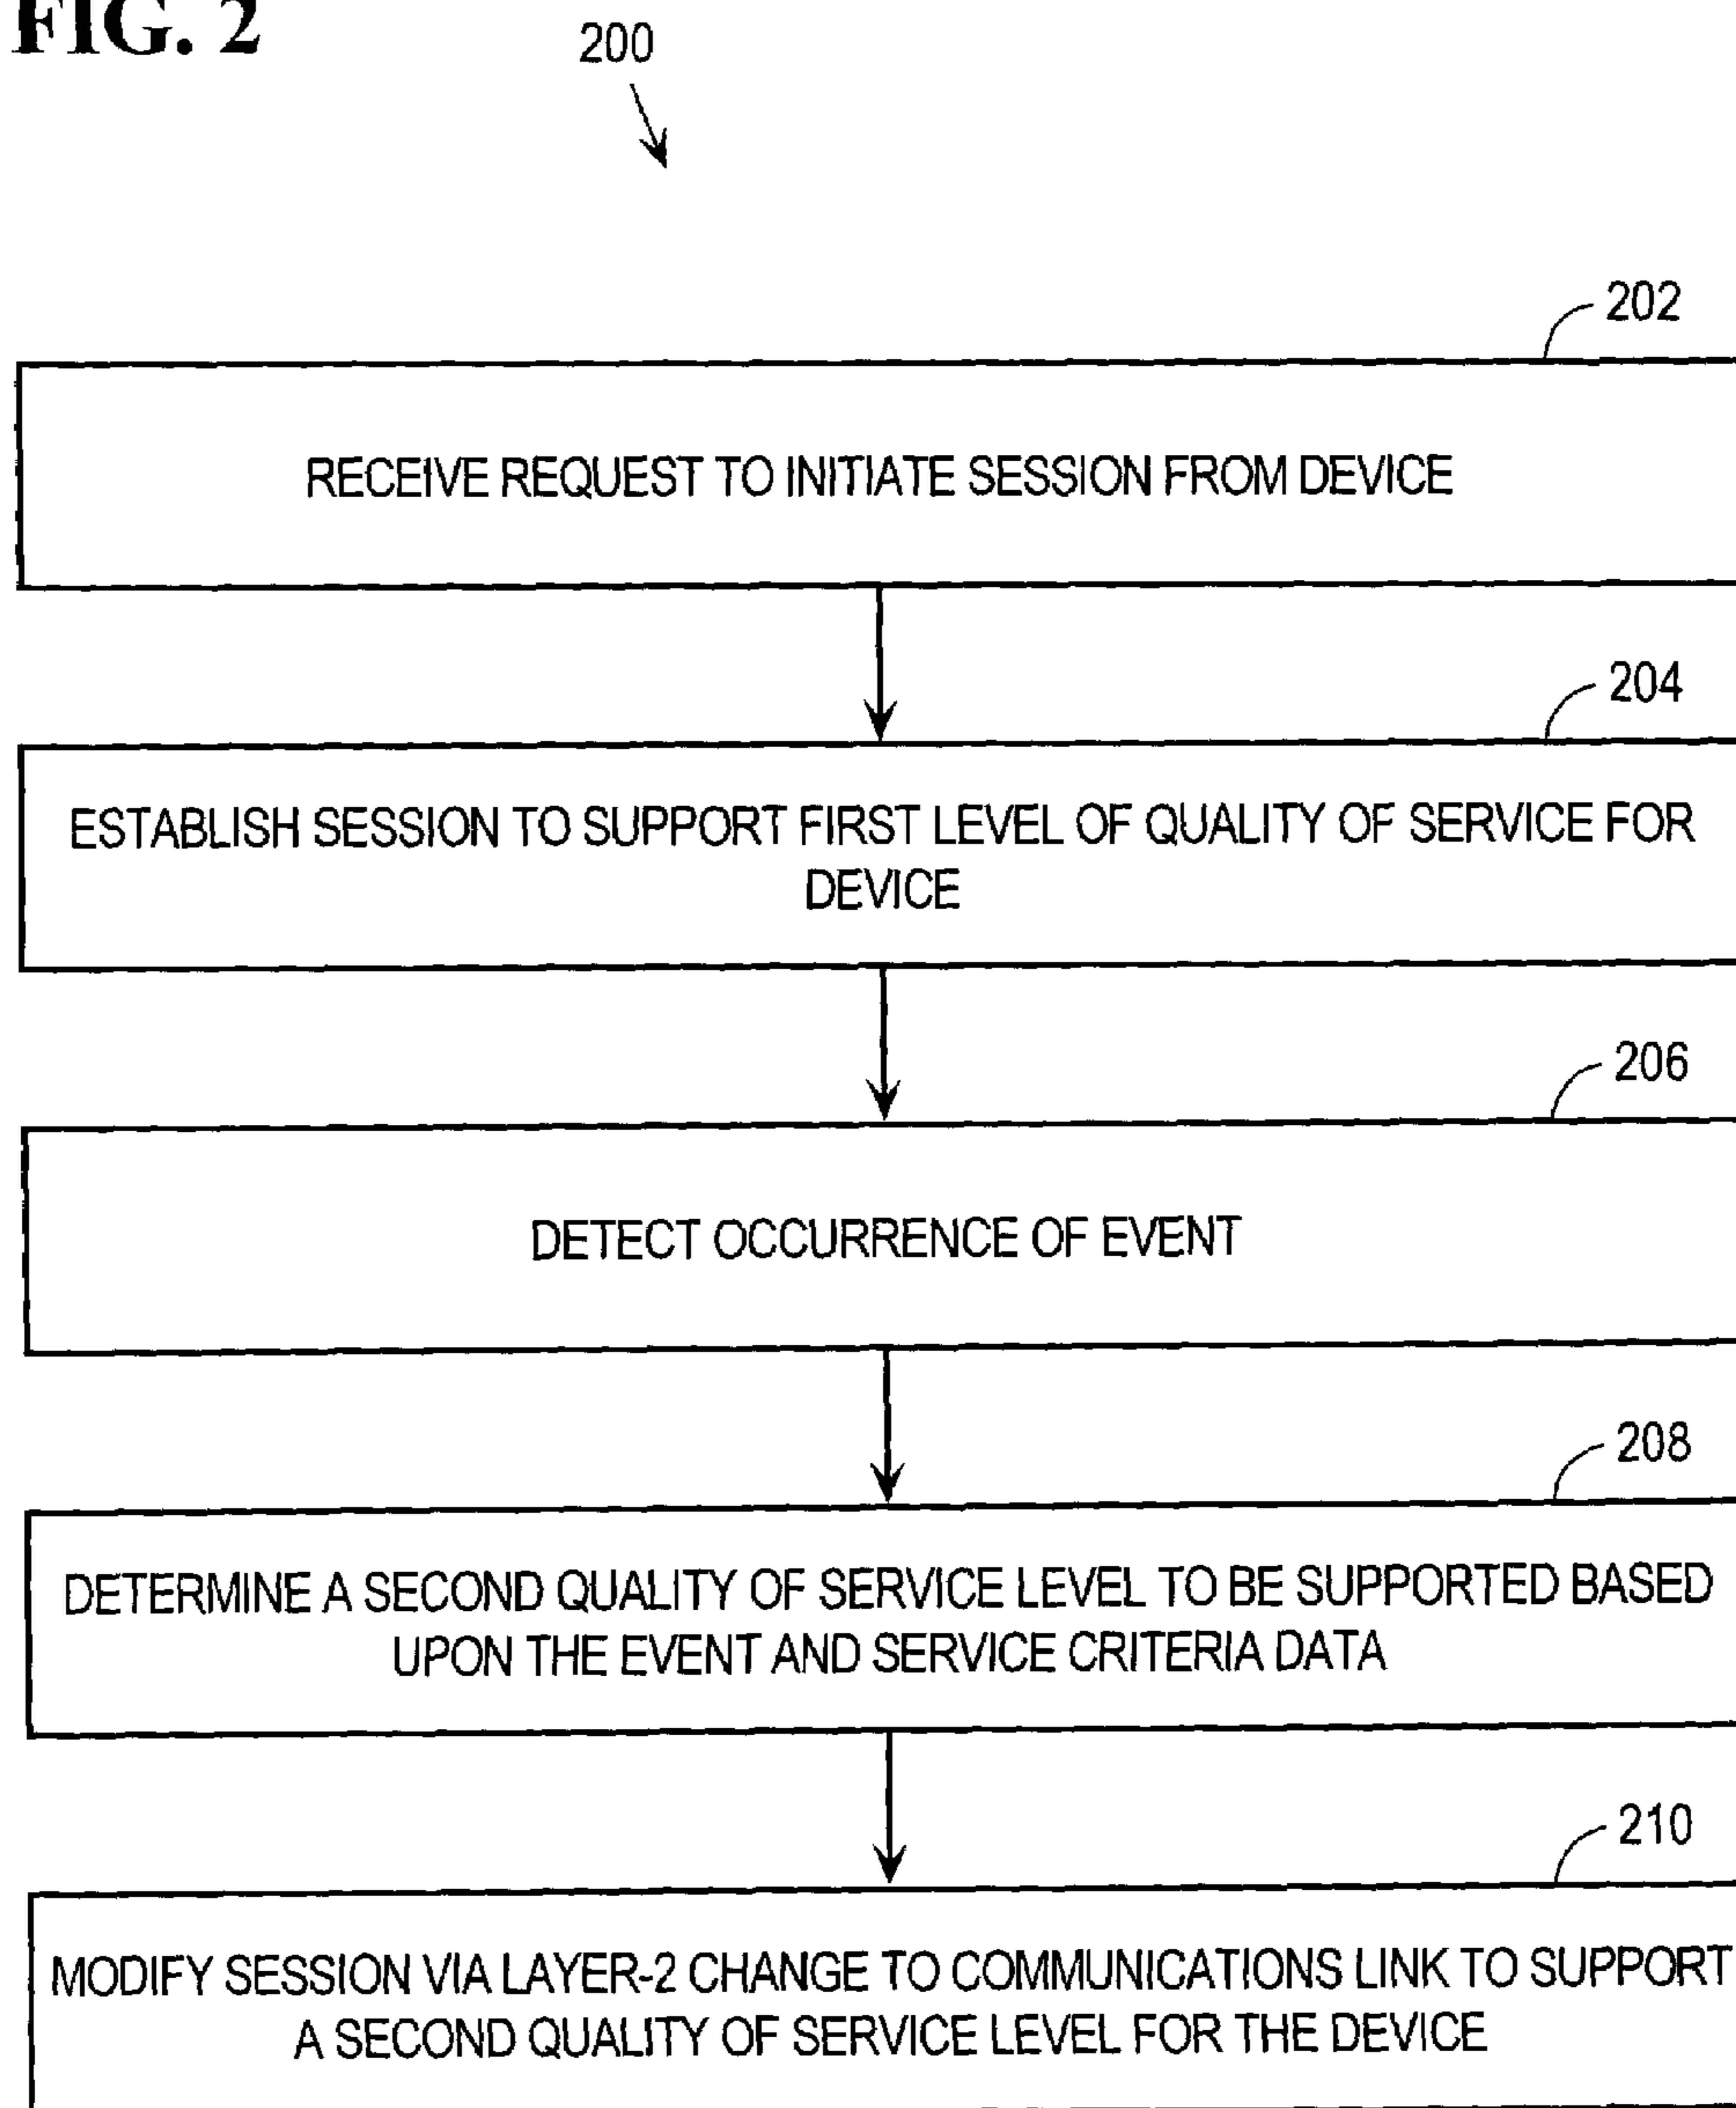 FIG. 2
200
202
RECEIVE REQUEST TO INITIATE SESSION FROM DEVICE
204
ESTABLISH SESSION TO SUPPORT FIRST LEVEL OF QUALITY OF SERVICE FOR
DEVICE
206
DETECT OCCURRENCE OF EVENT
208
DETERMINE A SECOND QUALITY OF SERVICE LEVEL TO BE SUPPORTED BASED
UPON THE EVENT AND SERVICE CRITERIA DATA
210
MODIFY SESSION VIA LAYER-2 CHANGE TO COMMUNICATIONS LINK TO SUPPORT
A SECOND QUALITY OF SERVICE LEVEL FOR THE DEVICE